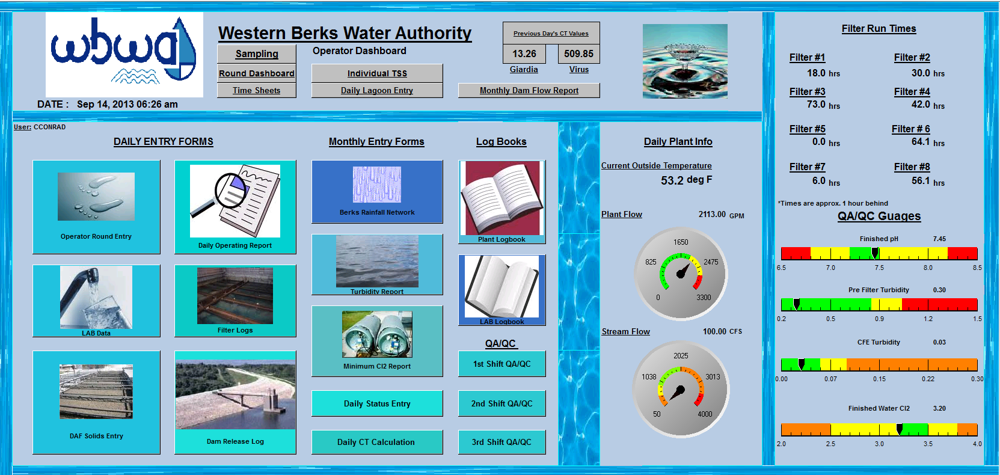 wbwa
Western Berks Water Authority
Operator Dashboard
Sampling
Round Dashboard
Time Sheets
Individual TSS
Daily Lagoon Entry
Previous Day's CT Values
13.26
509.85
Giardia
Virus
Monthly Dam Flow Report
DATE : Sep 14, 2013 06:26 am
User: CCONRAD
DAILY ENTRY FORMS
Operator Round Entry
Daily Operating Report
LAB Data
Filter Logs
DAF Solids Entry
Dam Release Log
Monthly Entry Forms
Berks Rainfall Network
Turbidity Report
Minimum Cl2 Report
Daily Status Entry
Daily CT Calculation
Log Books
Plant Logbook
LAB Logbook
QA/QC
1st Shift QA/QC
2nd Shift QA/QC
3rd Shift QA/QC
Daily Plant Info
Current Outside Temperature
53.2 deg F
Plant Flow 2113.00 GPM
1650
825 2475
0 3300
Stream Flow 100.00 CFS
2025
1038 3013
50 4000
Filter Run Times
Filter #1 Filter #2
18.0 hrs 30.0 hrs
Filter #3 Filter #4
73.0 hrs 42.0 hrs
Filter #5 Filter # 6
0.0 hrs 64.1 hrs
Filter #7 Filter #8
6.0 hrs 56.1 hrs
*Times are approx. 1 hour behind
QA/QC Guages
Finished pH 7.45
6.5 7.0 7.5 8.0 8.5
Pre Filter Turbidity 0.30
0.2 0.5 0.9 1.2 1.5
CFE Turbidity 0.03
0.00 0.07 0.15 0.22 0.30
Finished Water Cl2 3.20
2.0 2.5 3.0 3.5 4.0